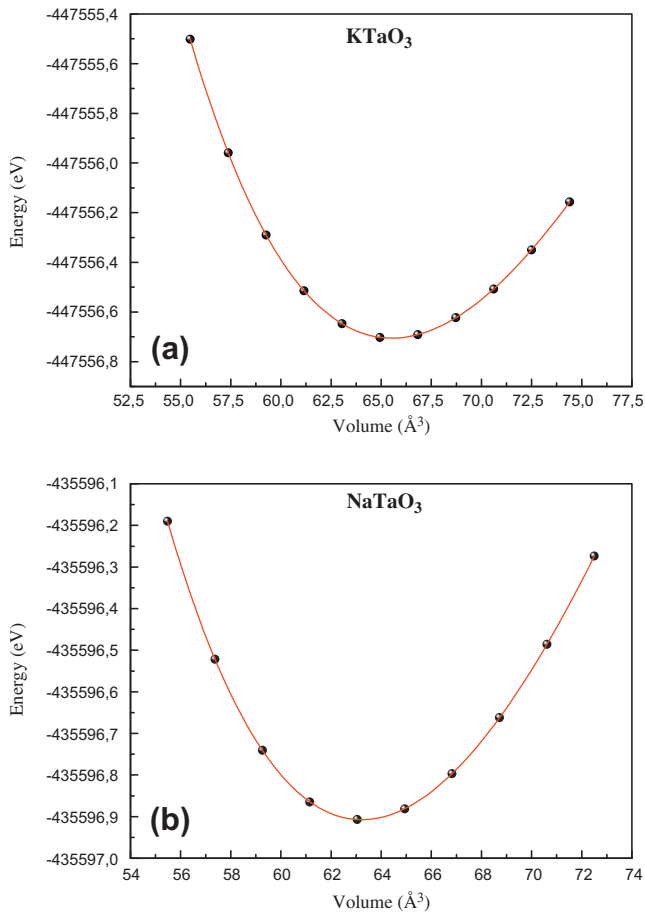 KTaO₃
-447555,4
-447555,6
-447555,8
-447556,0
-447556,2
-447556,4
-447556,6
-447556,8
Energy (eV)
(a)
52,5 55,0 57,5 60,0 62,5 65,0 67,5 70,0 72,5 75,0 77,5
Volume (Å³)
NaTaO₃
-435596,1
-435596,2
-435596,3
-435596,4
-435596,5
-435596,6
-435596,7
-435596,8
-435596,9
-435597,0
Energy (eV)
(b)
54 56 58 60 62 64 66 68 70 72 74
Volume (Å³)